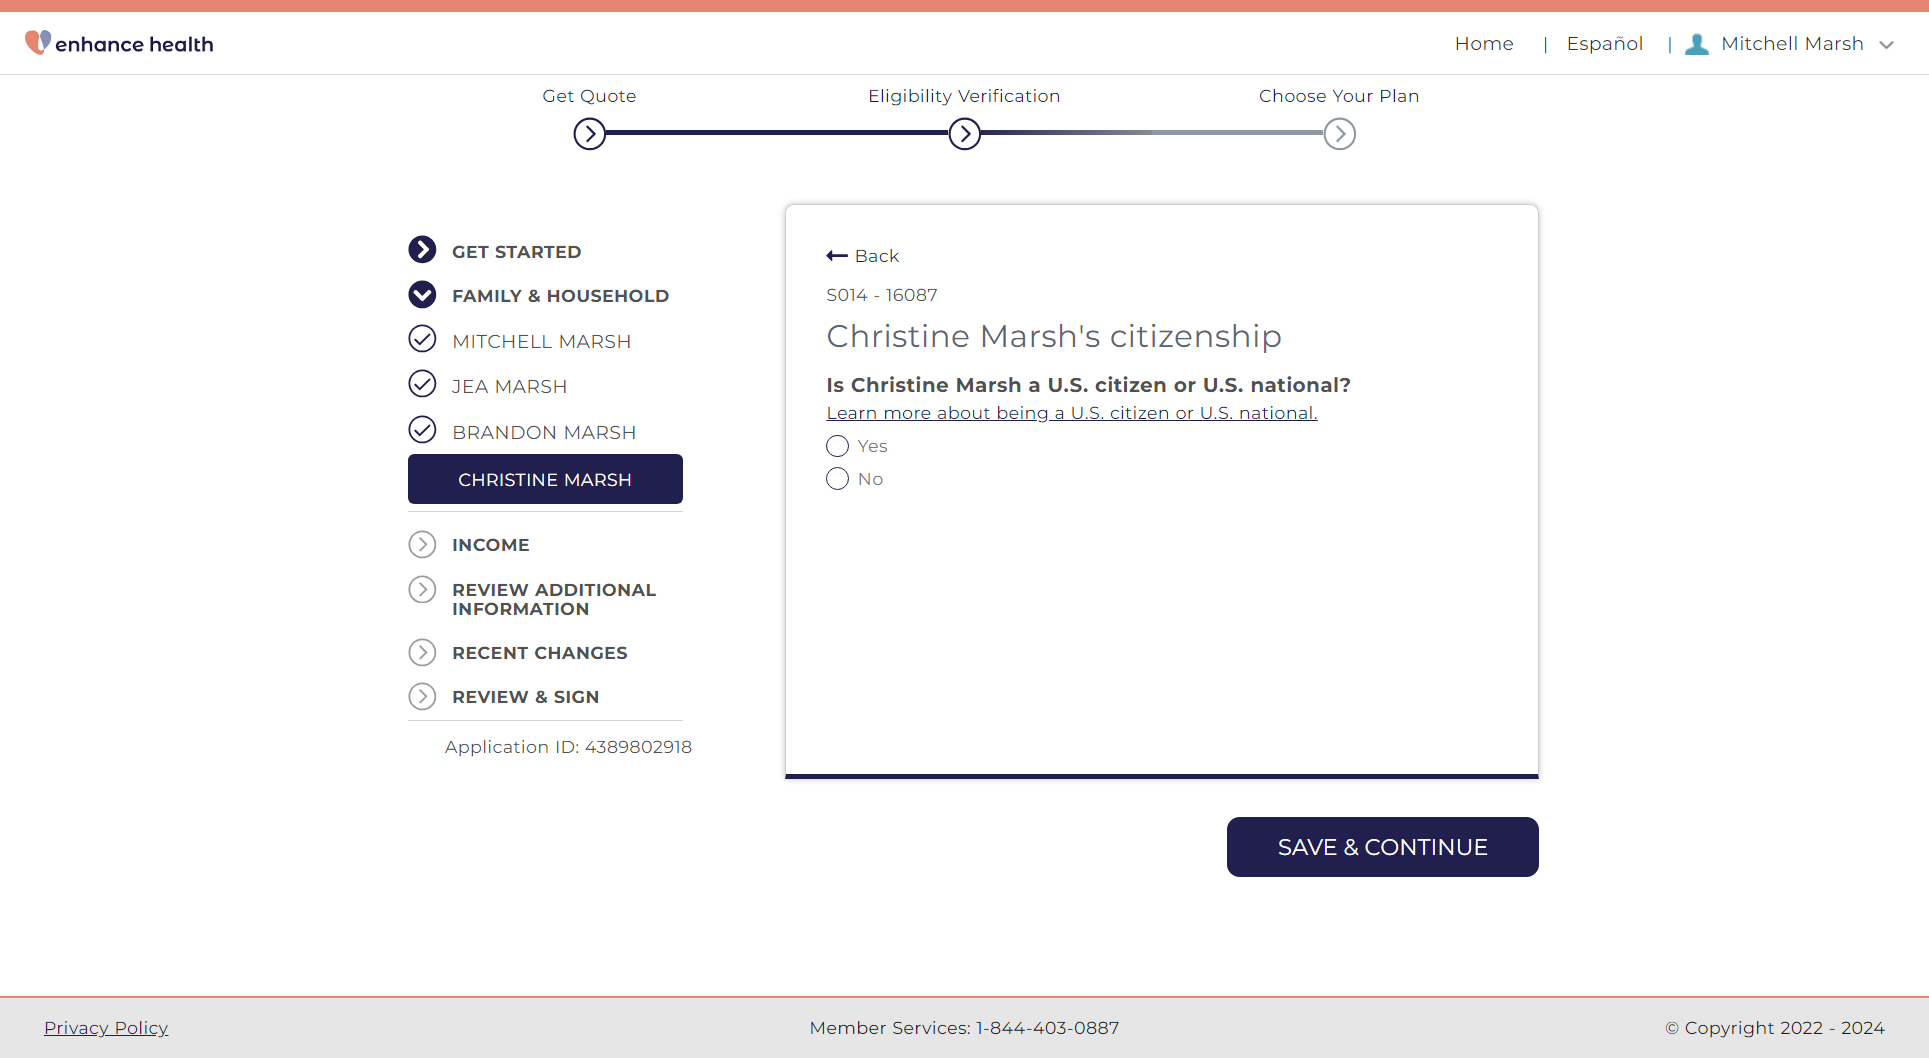 enhance health
Home | Español | Mitchell Marsh
Get Quote
Eligibility Verification
Choose Your Plan
GET STARTED
FAMILY & HOUSEHOLD
MITCHELL MARSH
JEA MARSH
BRANDON MARSH
CHRISTINE MARSH
INCOME
REVIEW ADDITIONAL
INFORMATION
RECENT CHANGES
REVIEW & SIGN
Application ID: 4389802918
Back
S014 - 16087
Christine Marsh's citizenship
Is Christine Marsh a U.S. citizen or U.S. national?
Learn more about being a U.S. citizen or U.S. national.
Yes
No
SAVE & CONTINUE
Privacy Policy
Member Services: 1-844-403-0887
© Copyright 2022 - 2024